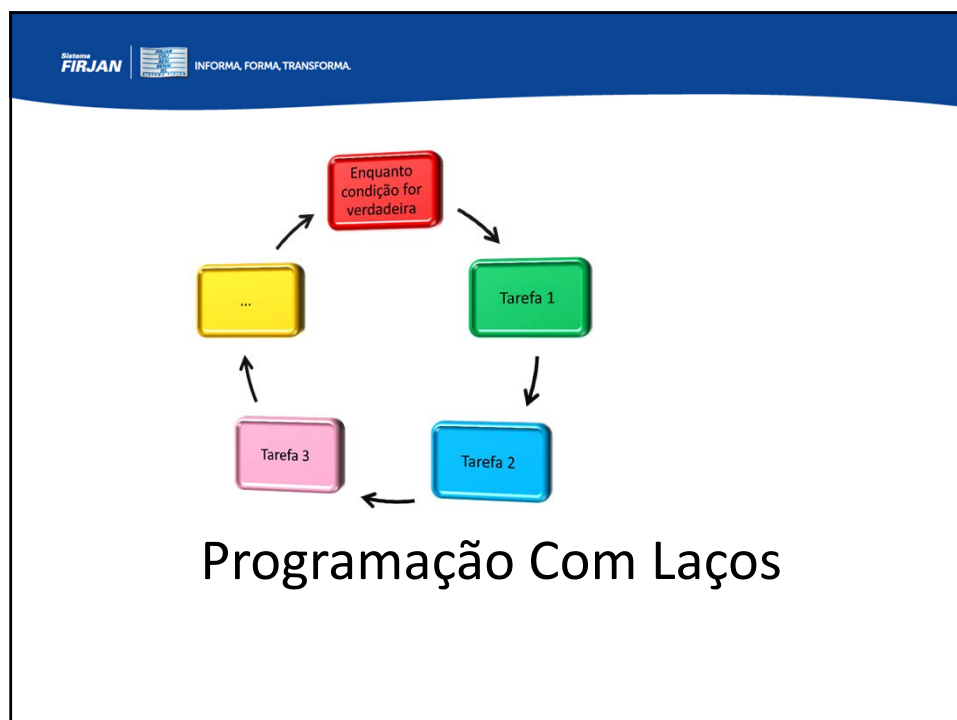 Sistema
FIRJAN
INFORMA, FORMA, TRANSFORMA.
Enquanto
condição for
verdadeira
Tarefa 1
Tarefa 2
Tarefa 3
...
Programação Com Laços